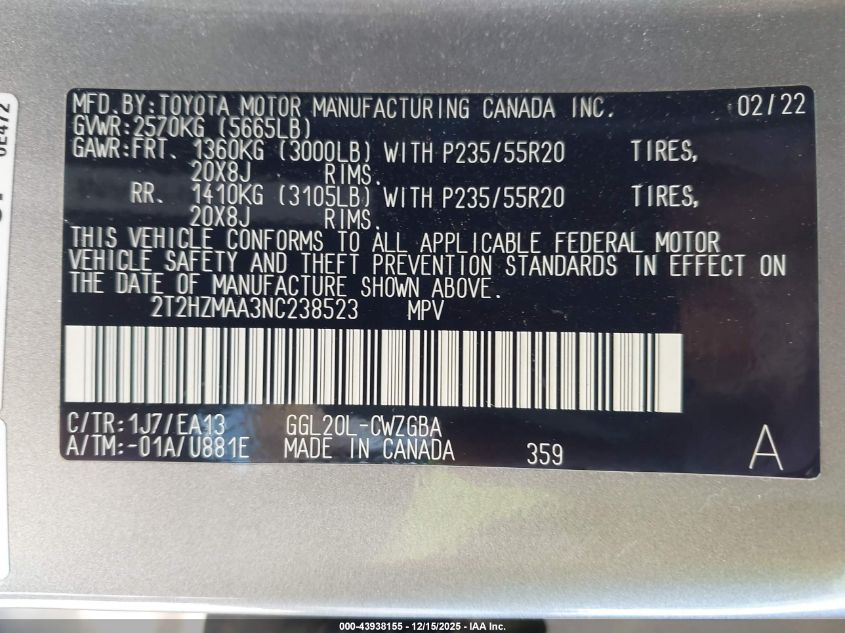 MFD.BY:TOYOTA MOTOR MANUFACTURING CANADA INC. 02/22
GVWR:2570KG (5665LB)
GAWR:FRT. 1360KG (3000LB) WITH P235/55R20 TIRES,
20X8J RIMS.
RR. 1410KG (3105LB) WITH P235/55R20 TIRES,
20X8J RIMS.
THIS VEHICLE CONFORMS TO ALL APPLICABLE FEDERAL MOTOR
VEHICLE SAFETY AND THEFT PREVENTION STANDARDS IN EFFECT ON
THE DATE OF MANUFACTURE SHOWN ABOVE.
2T2HZMAA3NC238523 MPV
C/TR:1J7/EA13 GGL20L-CWZGBA
A/TM:-01A/U881E MADE IN CANADA 359 A
000-43938155 - 12/15/2025 - IAA Inc.